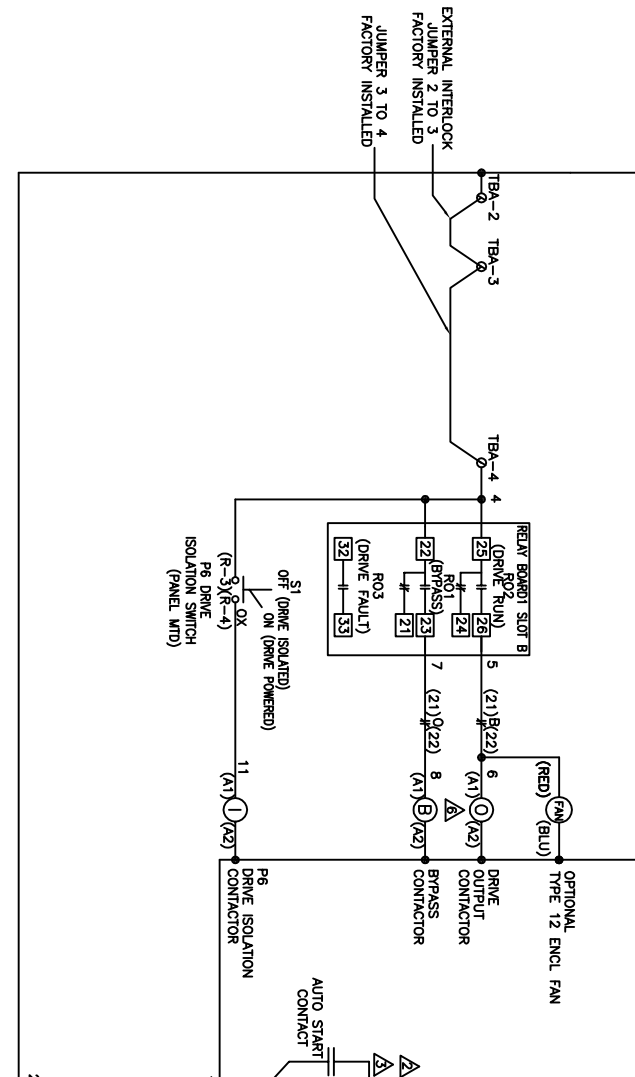 EXTERNAL INTERLOCK
JUMPER 2 TO 3
FACTORY INSTALLED
JUMPER 3 TO 4
FACTORY INSTALLED
TBA-2
TBA-3
TBA-4
4
RELAY BOARD1 SLOT B
25
RO2
(DRIVE RUN)
26
24
22
RO1
(BYPASS)
23
21
32
RO3
(DRIVE FAULT)
33
5
(21)B(22)
6
(A1)
O
(A2)
DRIVE
OUTPUT
CONTACTOR
(RED)
FAN
(BLU)
OPTIONAL
TYPE 12 ENCL FAN
7
(21)O(22)
8
(A1)
B
(A2)
6
BYPASS
CONTACTOR
S1
OFF (DRIVE ISOLATED)
ON (DRIVE POWERED)
(R-3)(R-4)
OX
P6 DRIVE
ISOLATION SWITCH
(PANEL MTD)
11
(A1)
I
(A2)
P6
DRIVE ISOLATION
CONTACTOR
AUTO START
CONTACT
2
3